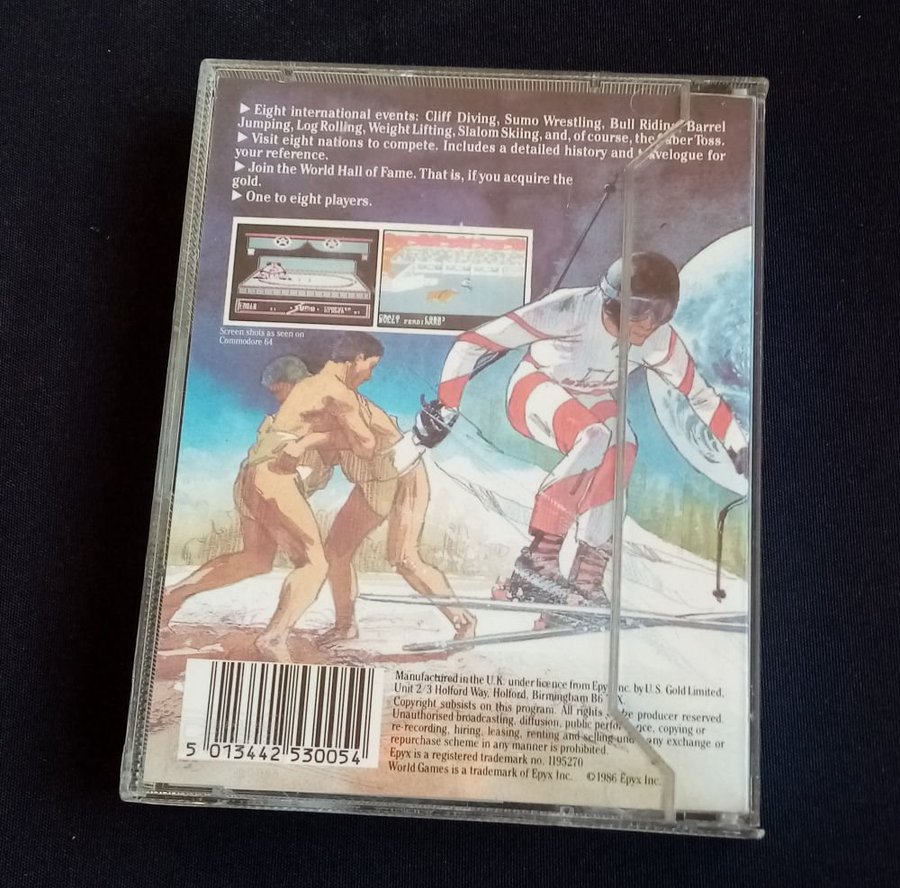 ▶ Eight international events: Cliff Diving, Sumo Wrestling, Bull Riding, Barrel
Jumping, Log Rolling, Weight Lifting, Slalom Skiing, and, of course, the Caber Toss.
▶ Visit eight nations to compete. Includes a detailed history and travelogue for
your reference.
▶ Join the World Hall of Fame. That is, if you acquire the
gold.
▶ One to eight players.
Screen shots as seen on
Commodore 64
Manufactured in the U.K. under licence from Epyx Inc. by U.S. Gold Limited,
Unit 2/3 Holford Way, Holford, Birmingham B6
Copyright subsists on this program. All rights of the producer reserved.
Unauthorised broadcasting, diffusion, public performance, copying or
re-recording, hiring, leasing, renting and selling under any exchange or
repurchase scheme in any manner is prohibited.
Epyx is a registered trademark no. 1195270
World Games is a trademark of Epyx Inc. ©1986 Epyx Inc.
5 013442 530054